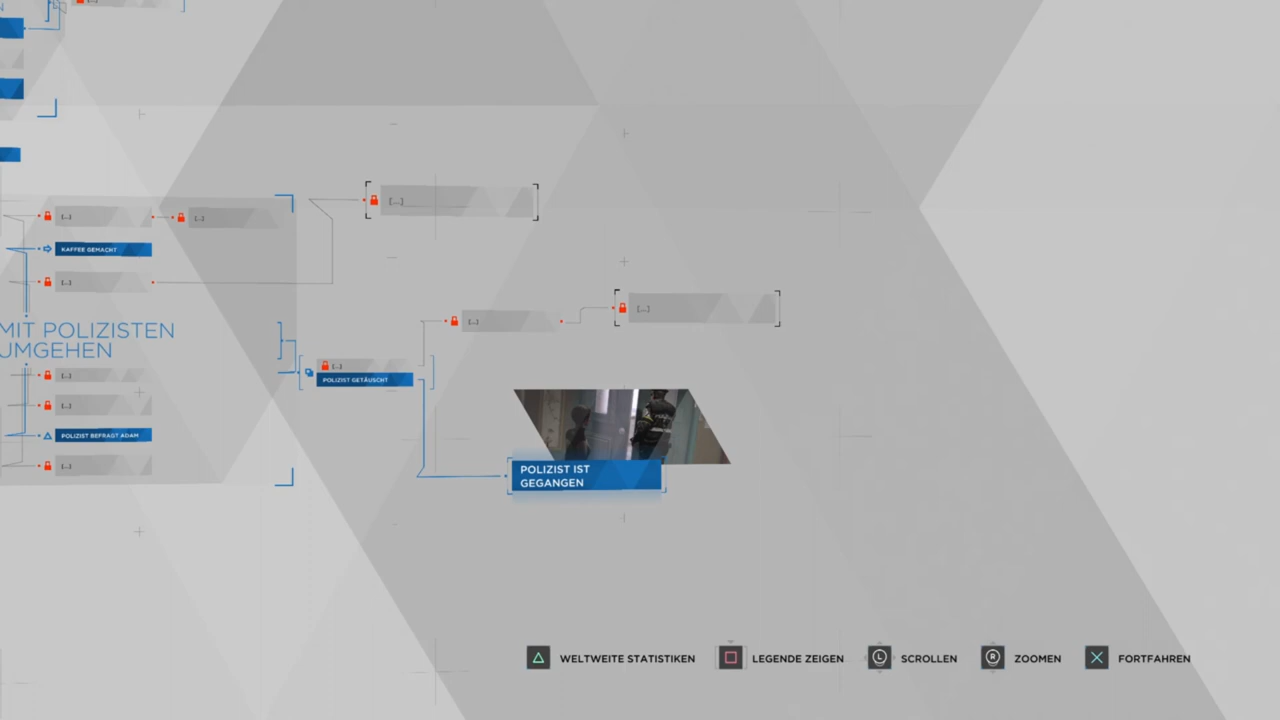 [...]
[...]
[...]
[...]
KAFFEE GEMACHT
[...]
MIT POLIZISTEN
UMGEHEN
[...]
[...]
[...]
POLIZIST GETÄUSCHT
[...]
[...]
POLIZIST BEFRAGT ADAM
[...]
POLIZIST IST
GEGANGEN
WELTWEITE STATISTIKEN
LEGENDE ZEIGEN
L
SCROLLEN
R
ZOOMEN
FORTFAHREN